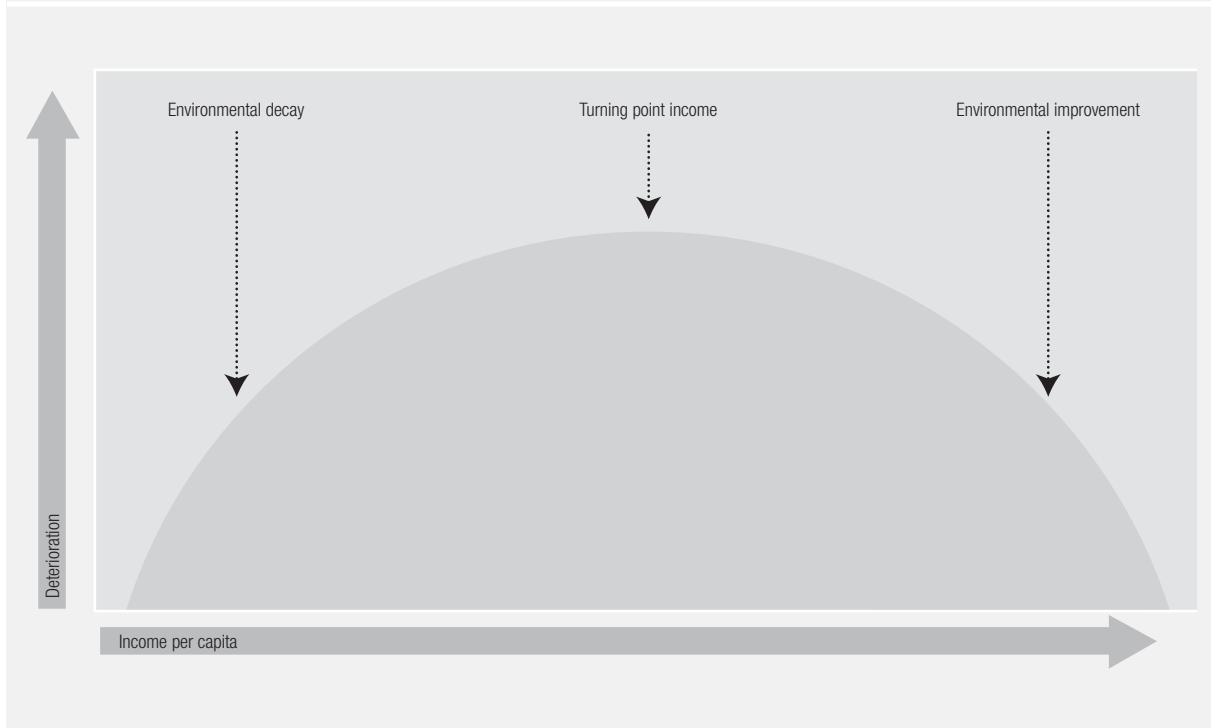 Environmental decay
Turning point income
Environmental improvement
Deterioration
Income per capita